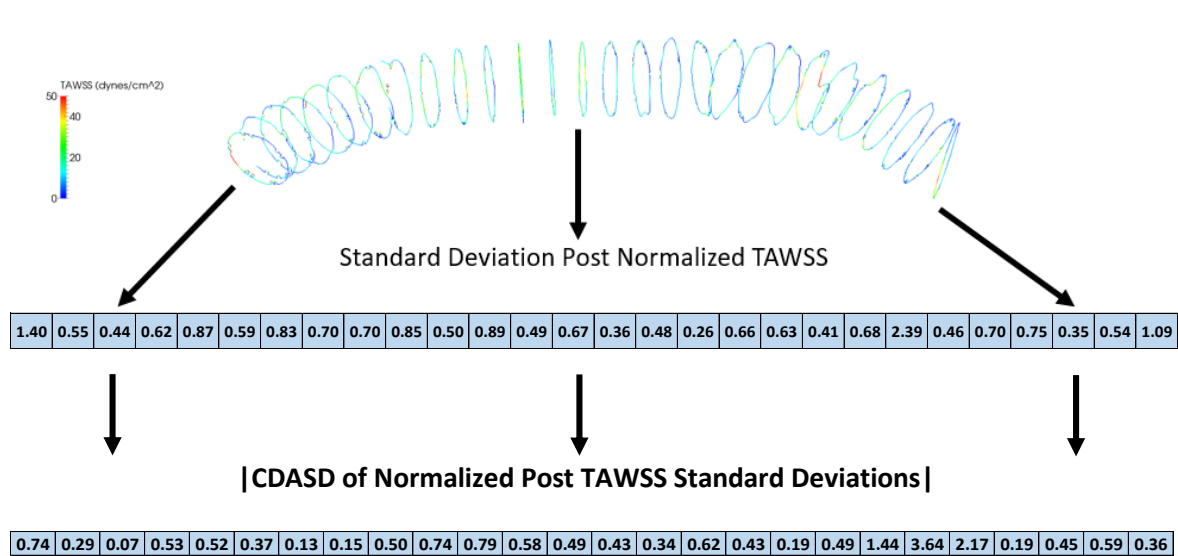 TAWSS (dynes/cm^2)
50
40
20
0
Standard Deviation Post Normalized TAWSS
1.40 0.55 0.44 0.62 0.87 0.59 0.83 0.70 0.70 0.85 0.50 0.89 0.49 0.67 0.36 0.48 0.26 0.66 0.63 0.41 0.68 2.39 0.46 0.70 0.75 0.35 0.54 1.09
|CDASD of Normalized Post TAWSS Standard Deviations|
0.74 0.29 0.07 0.53 0.52 0.37 0.13 0.15 0.50 0.74 0.79 0.58 0.49 0.43 0.34 0.62 0.43 0.19 0.49 1.44 3.64 2.17 0.19 0.45 0.59 0.36